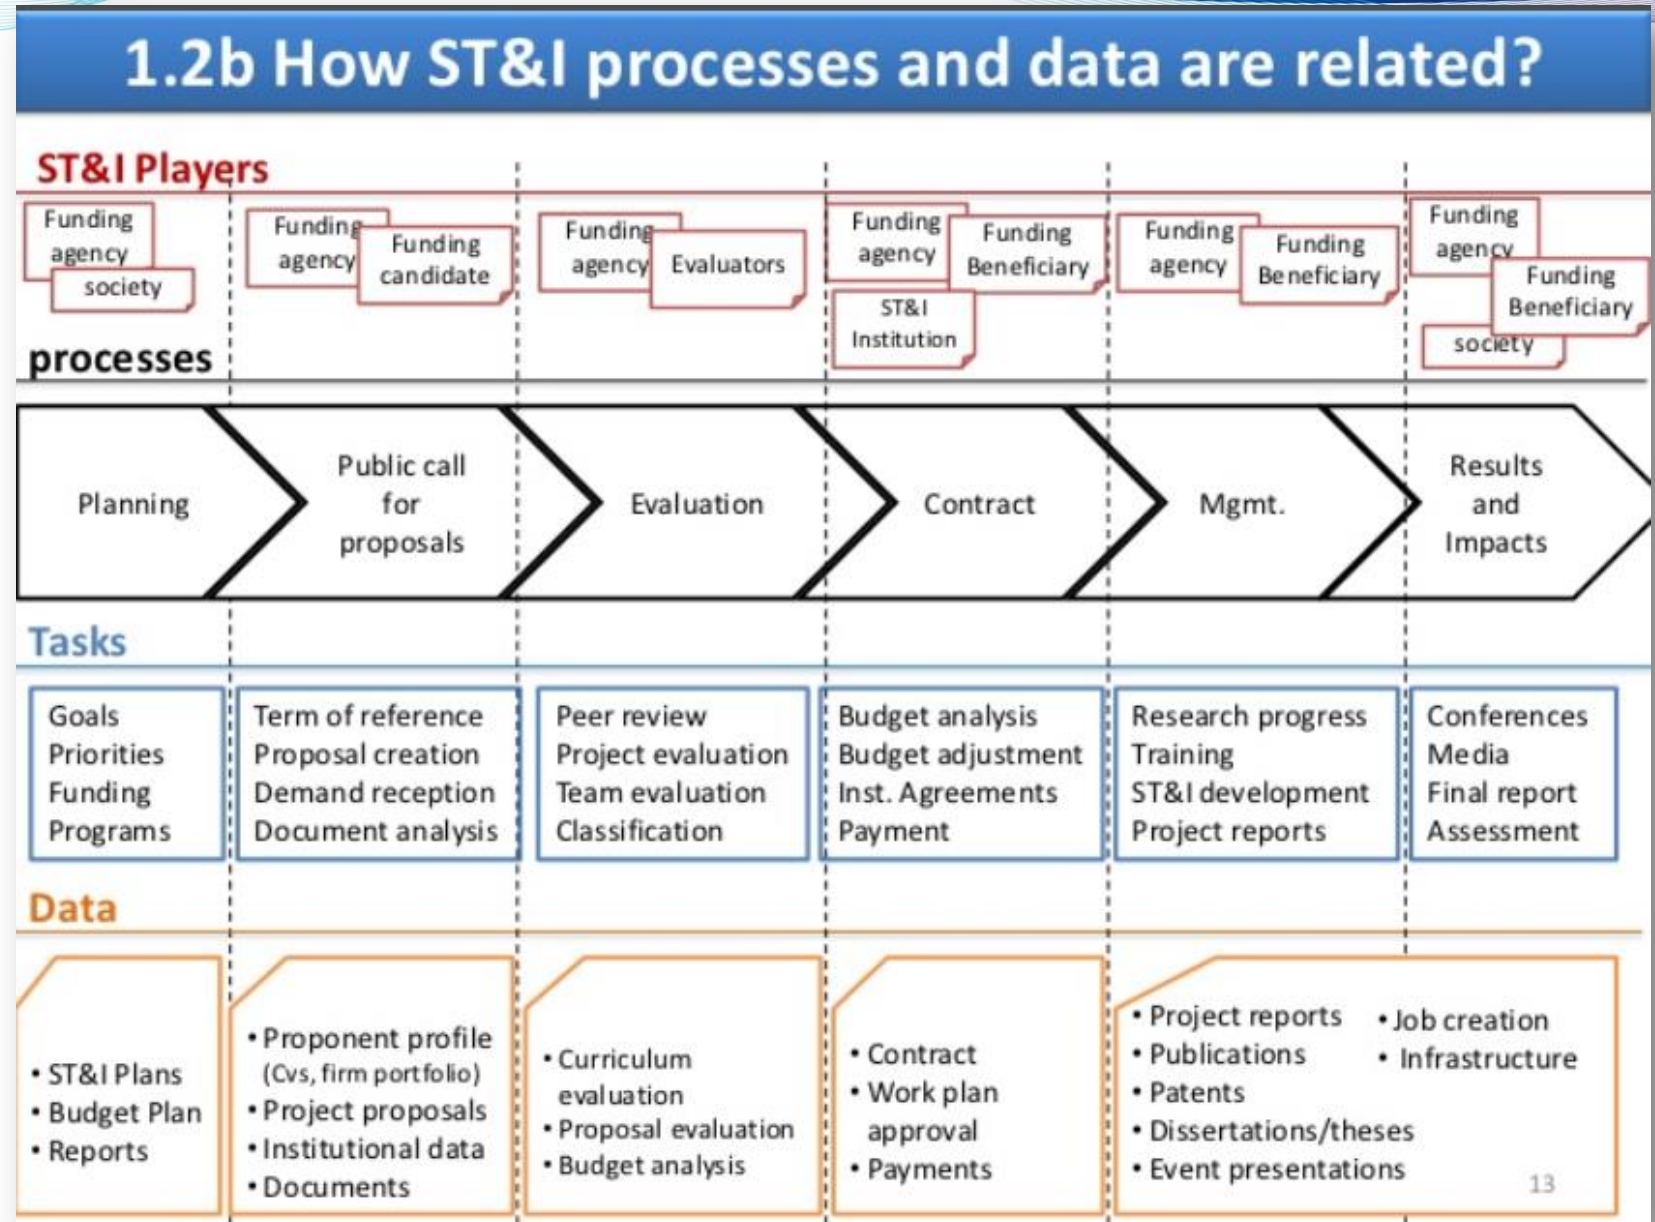 1.2b How ST&I processes and data are related?
ST&I Players
Funding
agency
society
Funding
agency
Funding
candidate
Funding
agency
Evaluators
Funding
agency
Funding
Beneficiary
ST&I
Institution
Funding
agency
Funding
Beneficiary
Funding
agency
Funding
Beneficiary
society
processes
Planning
Public call
for
proposals
Evaluation
Contract
Mgmt.
Results
and
Impacts
Tasks
Goals
Priorities
Funding
Programs
Term of reference
Proposal creation
Demand reception
Document analysis
Peer review
Project evaluation
Team evaluation
Classification
Budget analysis
Budget adjustment
Inst. Agreements
Payment
Research progress
Training
ST&I development
Project reports
Conferences
Media
Final report
Assessment
Data
• ST&I Plans
• Budget Plan
• Reports
• Proponent profile
(Cvs, firm portfolio)
• Project proposals
• Institutional data
• Documents
• Curriculum
evaluation
• Proposal evaluation
• Budget analysis
• Contract
• Work plan
approval
• Payments
• Project reports
• Publications
• Patents
• Dissertations/theses
• Event presentations
• Job creation
• Infrastructure
13